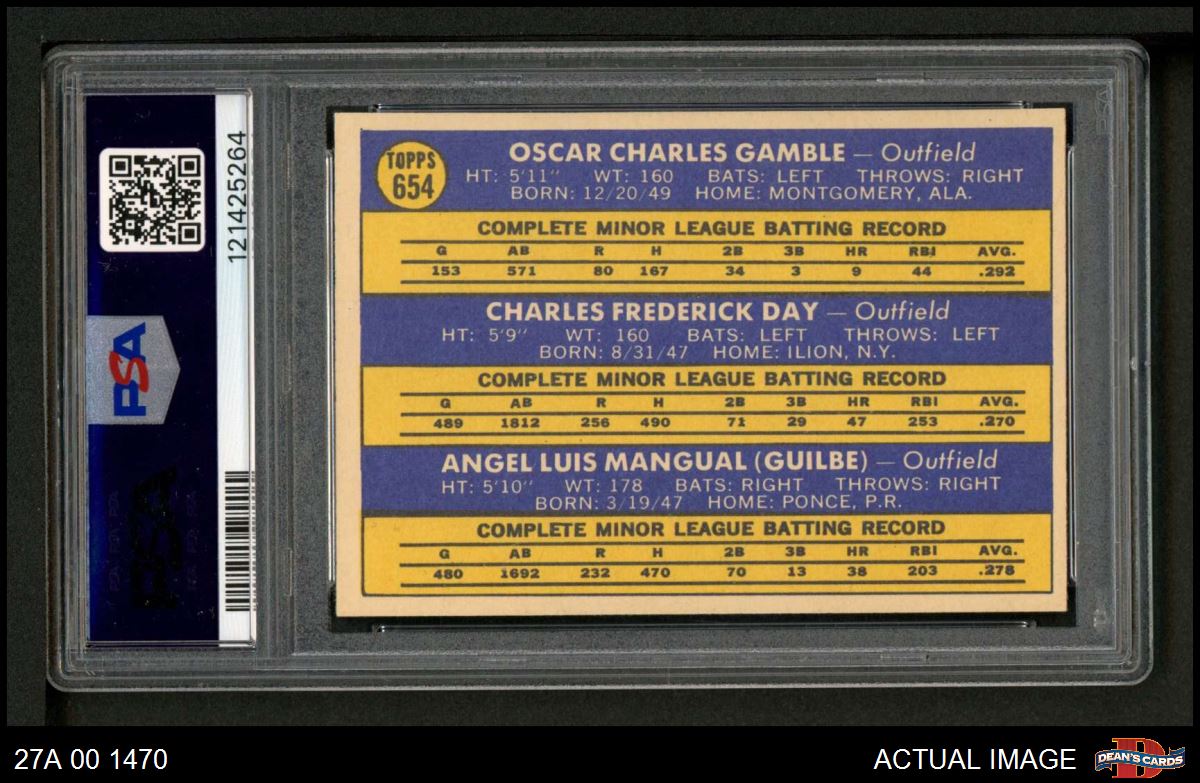 TOPPS
654
OSCAR CHARLES GAMBLE — Outfield
HT: 5'11" WT: 160 BATS: LEFT THROWS: RIGHT
BORN: 12/20/49 HOME: MONTGOMERY, ALA.
COMPLETE MINOR LEAGUE BATTING RECORD
G AB R H 2B 3B HR RBI AVG.
153 571 80 167 34 3 9 44 .292
CHARLES FREDERICK DAY — Outfield
HT: 5'9" WT: 160 BATS: LEFT THROWS: LEFT
BORN: 8/31/47 HOME: ILION, N.Y.
COMPLETE MINOR LEAGUE BATTING RECORD
G AB R H 2B 3B HR RBI AVG.
489 1812 256 490 71 29 47 253 .270
ANGEL LUIS MANGUAL (GUILBE) — Outfield
HT: 5'10" WT: 178 BATS: RIGHT THROWS: RIGHT
BORN: 3/19/47 HOME: PONCE, P.R.
COMPLETE MINOR LEAGUE BATTING RECORD
G AB R H 2B 3B HR RBI AVG.
480 1692 232 470 70 13 38 203 .278
121425264
PSA
PSA
27A 00 1470
ACTUAL IMAGE
D
DEAN'S CARDS